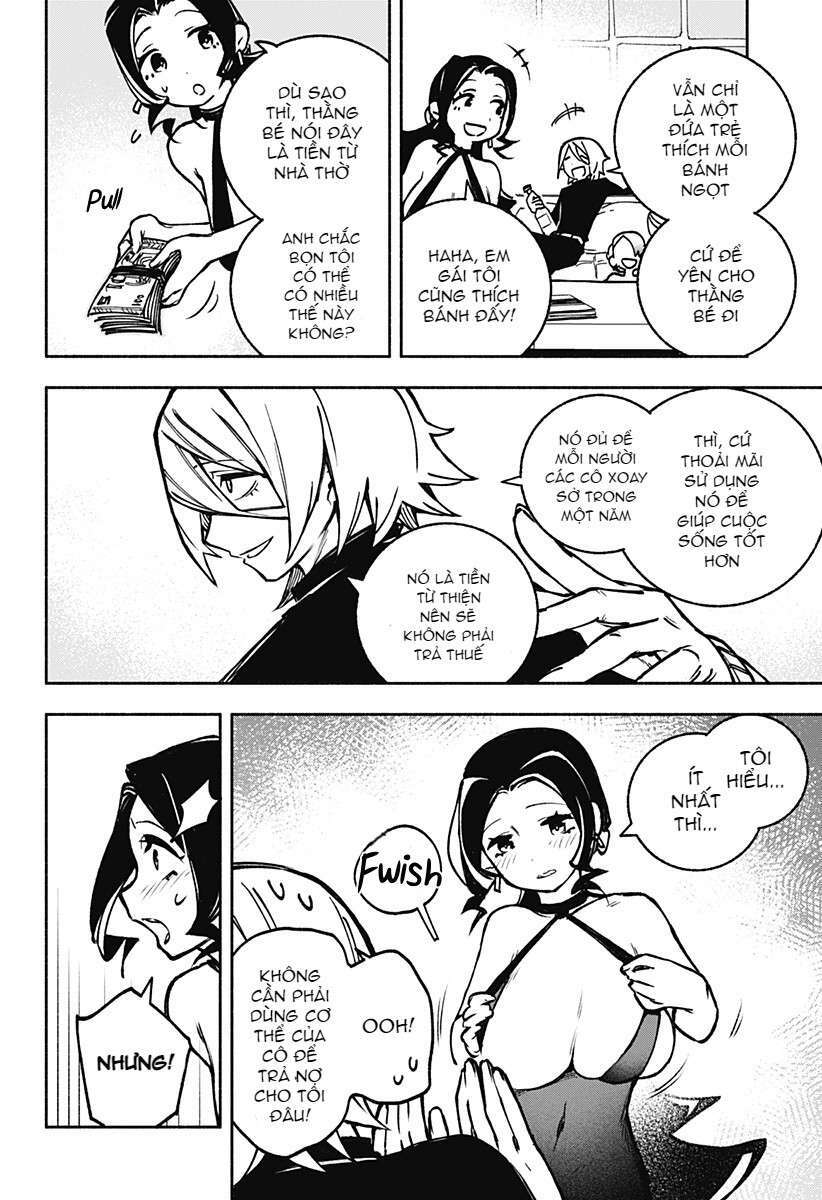 VẪN CHỈ
LÀ MỘT
ĐỨA TRẺ
THÍCH MỖI
BÁNH
NGỌT
CỨ ĐỂ
YÊN CHO
THẰNG
BÉ ĐI
HAHA, EM
GÁI TÔI
CŨNG THÍCH
BÁNH ĐẤY!
DÙ SAO
THÌ, THẰNG
BÉ NÓI ĐÂY
LÀ TIỀN TỪ
NHÀ THỜ
ANH CHẮC
BỌN TÔI
CÓ THỂ
CÓ NHIỀU
THẾ NÀY
KHÔNG?
Pull
THÌ, CỨ
THOẢI MÃI
SỬ DỤNG
NÓ ĐỂ
GIÚP CUỘC
SỐNG TỐT
HƠN
NÓ ĐỦ ĐỂ
MỖI NGƯỜI
CÁC CÔ XOAY
SỞ TRONG
MỘT NĂM
NÓ LÀ TIỀN
TỪ THIỆN
NÊN SẼ
KHÔNG PHẢI
TRẢ THUẾ
TÔI
HIỂU...
ÍT
NHẤT
THÌ...
Fwish
OOH!
KHÔNG
CẦN PHẢI
DÙNG CƠ
THỂ CỦA
CÔ ĐỂ
TRẢ NỢ
CHO TÔI
ĐÂU!
NHƯNG!